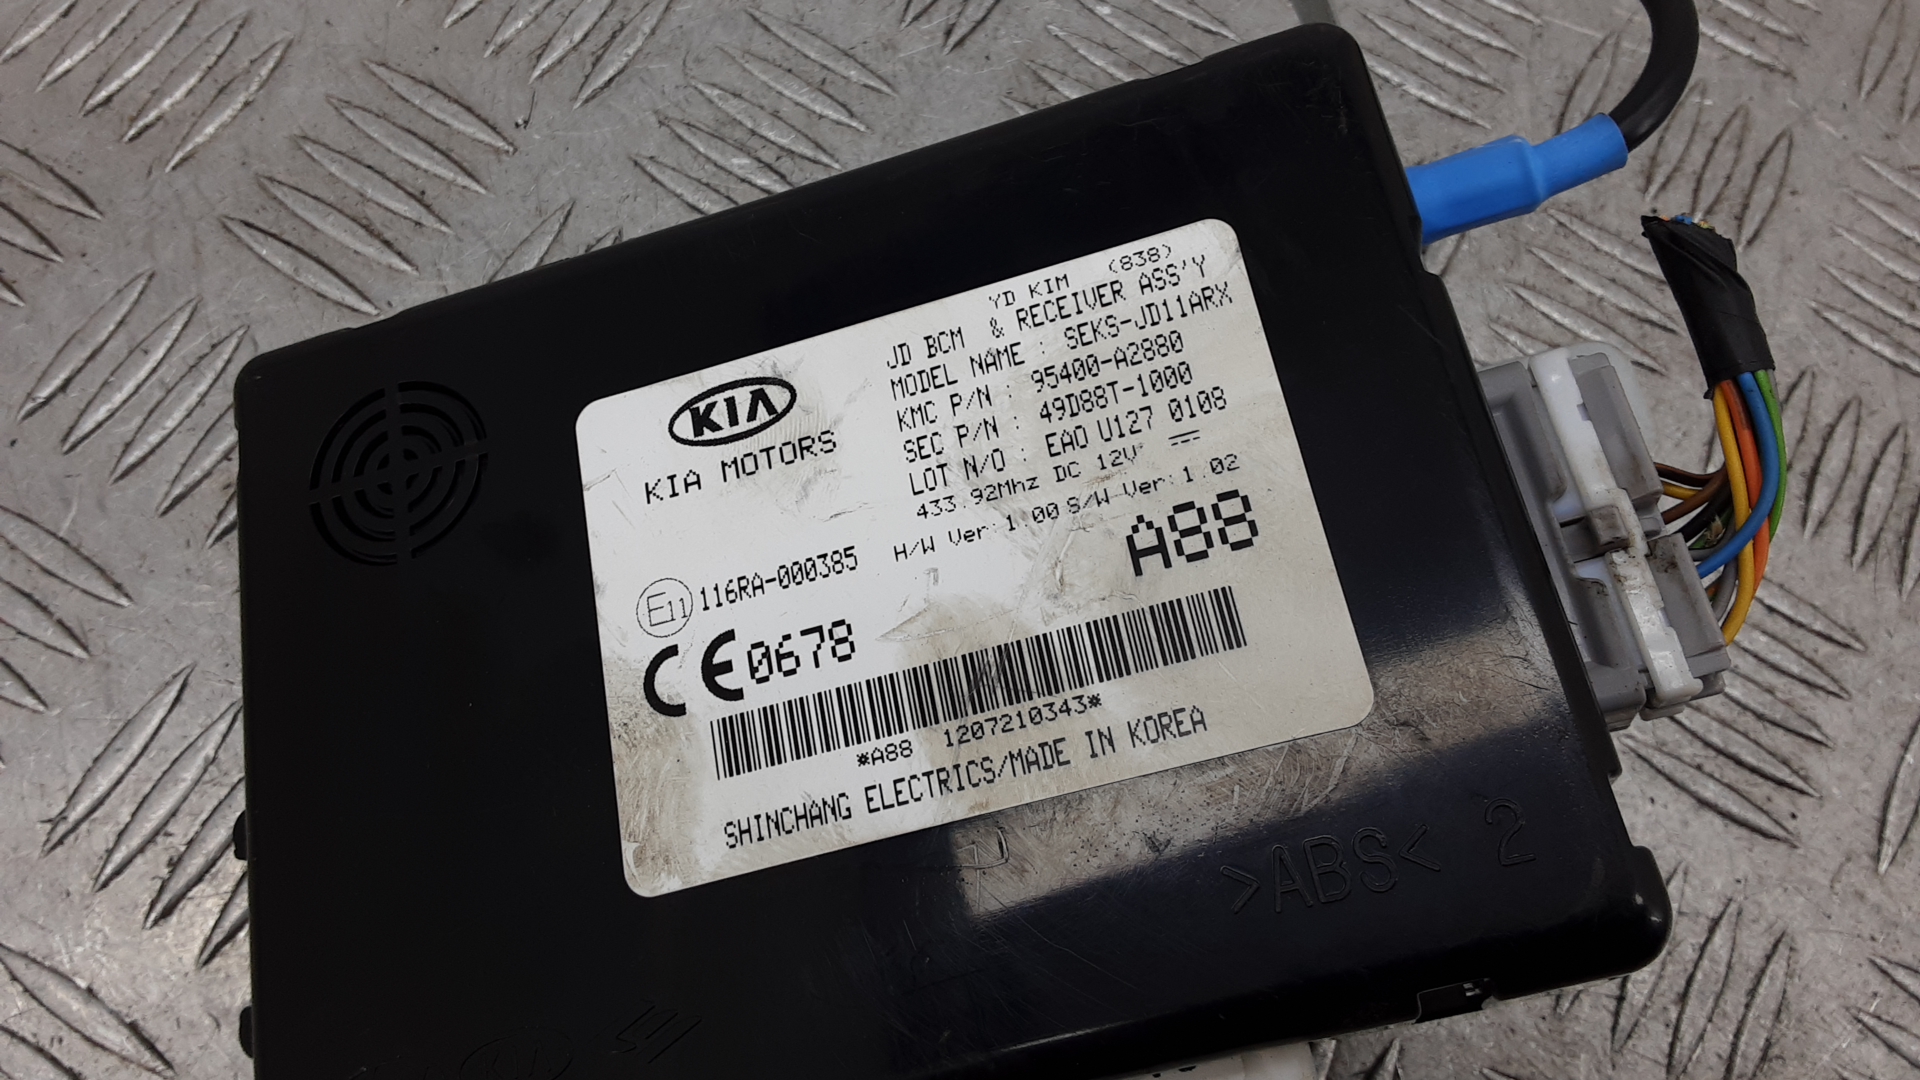 YD KIM (838)
JD BCM & RECEIVER ASS'Y
MODEL NAME : SEKS-JD11ARX
KMC P/N : 95400-A2880
SEC P/N : 49D88T-1000
LOT N/O : EAO U127 0108
433.92Mhz DC 12V
H/W Ver:1.00 S/W Ver:1.02
A88
KIA
KIA MOTORS
E11 116RA-000385
CE0678
*A88 1207210343*
SHINCHANG ELECTRICS/MADE IN KOREA
>ABS< 2